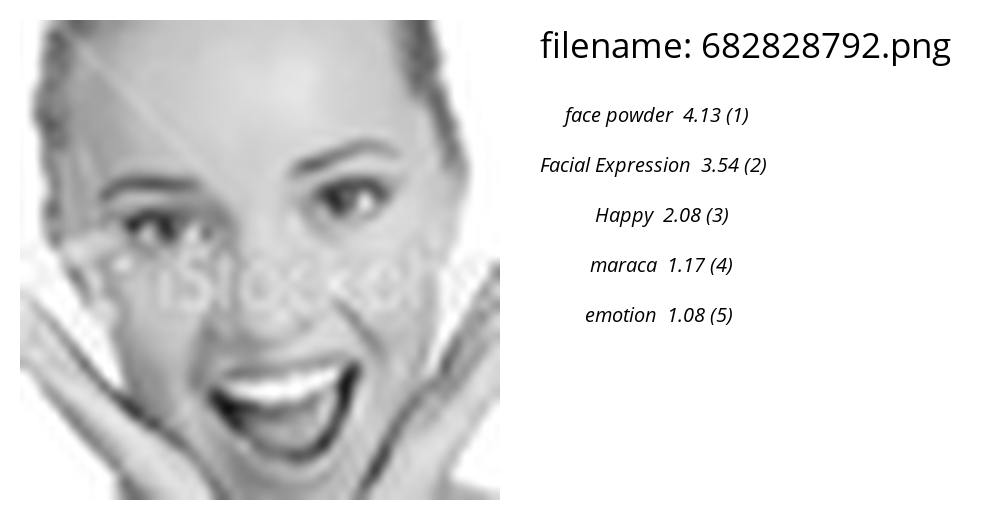 filename: 682828792.png
face powder 4.13 (1)
Facial Expression 3.54 (2)
Happy 2.08 (3)
maraca 1.17 (4)
emotion 1.08 (5)
iStock